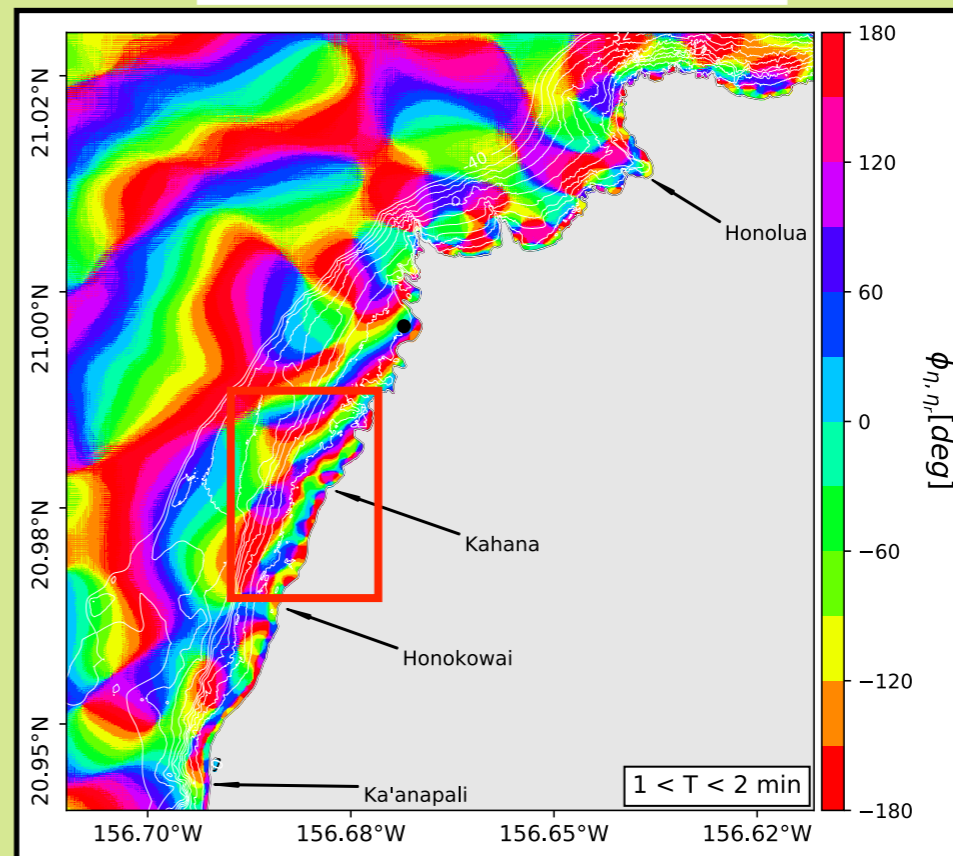 21.02°N
21.00°N
20.98°N
20.95°N
156.70°W
156.68°W
156.65°W
156.62°W
40
Honolua
Kahana
Honokowai
Ka'anapali
1 < T < 2 min
180
120
60
0
−60
−120
−180
ϕη, ηr[deg]